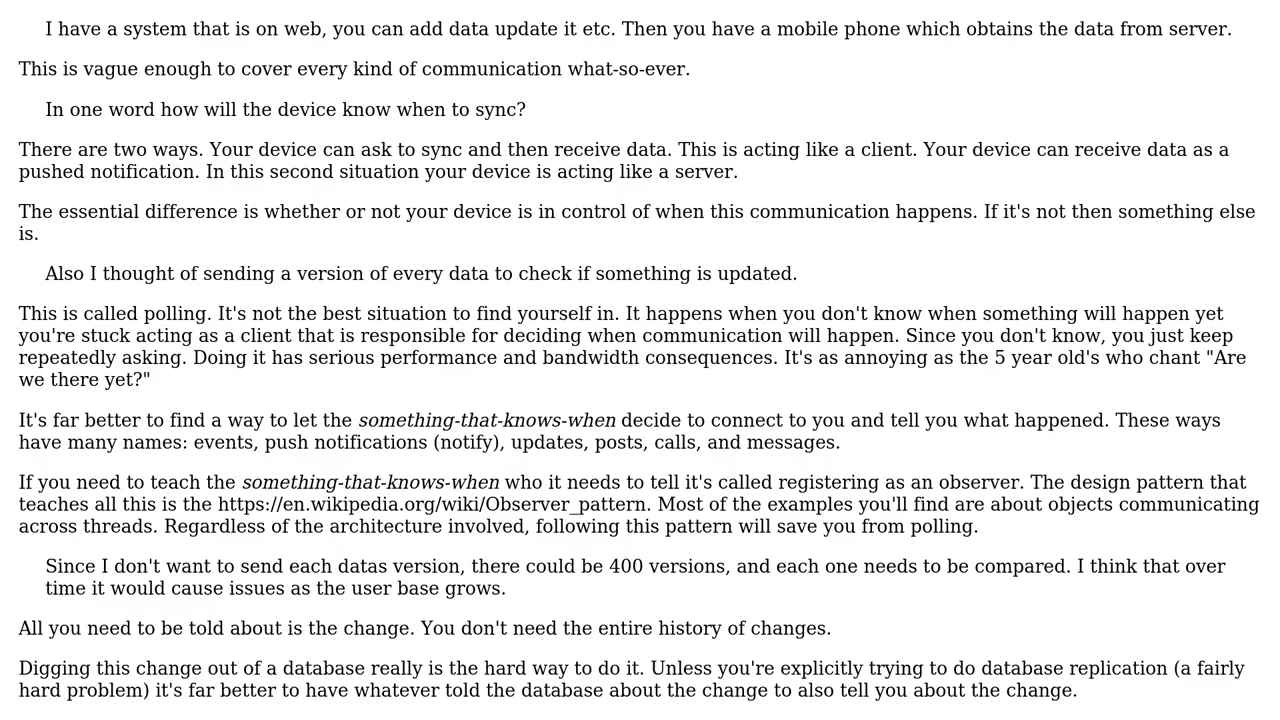 I have a system that is on web, you can add data update it etc. Then you have a mobile phone which obtains the data from server.
This is vague enough to cover every kind of communication what-so-ever.
In one word how will the device know when to sync?
There are two ways. Your device can ask to sync and then receive data. This is acting like a client. Your device can receive data as a
pushed notification. In this second situation your device is acting like a server.
The essential difference is whether or not your device is in control of when this communication happens. If it's not then something else
is.
Also I thought of sending a version of every data to check if something is updated.
This is called polling. It's not the best situation to find yourself in. It happens when you don't know when something will happen yet
you're stuck acting as a client that is responsible for deciding when communication will happen. Since you don't know, you just keep
repeatedly asking. Doing it has serious performance and bandwidth consequences. It's as annoying as the 5 year old's who chant "Are
we there yet?"
It's far better to find a way to let the something-that-knows-when decide to connect to you and tell you what happened. These ways
have many names: events, push notifications (notify), updates, posts, calls, and messages.
If you need to teach the something-that-knows-when who it needs to tell it's called registering as an observer. The design pattern that
teaches all this is the https://en.wikipedia.org/wiki/Observer_pattern. Most of the examples you'll find are about objects communicating
across threads. Regardless of the architecture involved, following this pattern will save you from polling.
Since I don't want to send each datas version, there could be 400 versions, and each one needs to be compared. I think that over
time it would cause issues as the user base grows.
All you need to be told about is the change. You don't need the entire history of changes.
Digging this change out of a database really is the hard way to do it. Unless you're explicitly trying to do database replication (a fairly
hard problem) it's far better to have whatever told the database about the change to also tell you about the change.